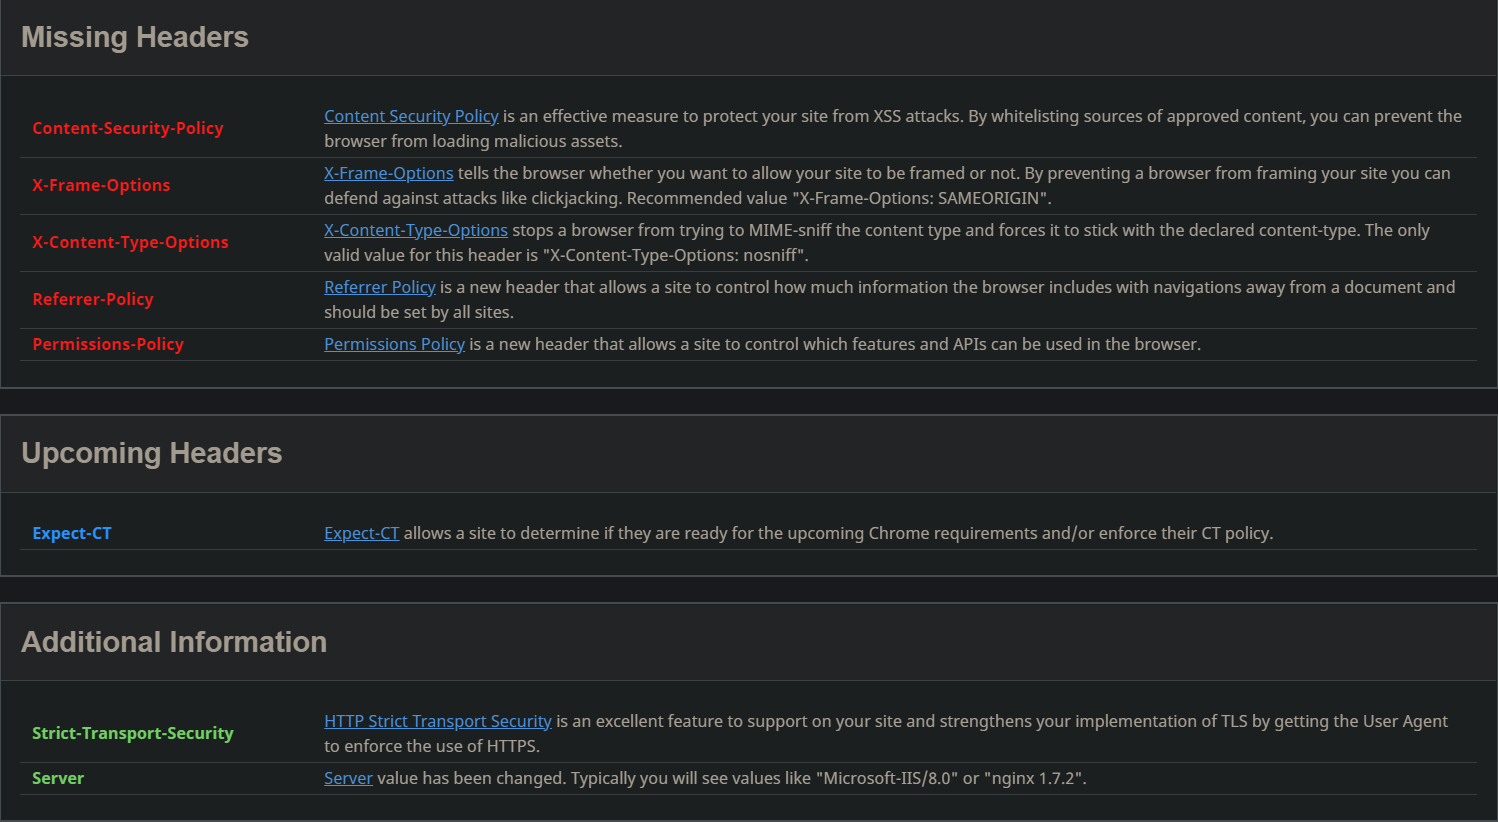 Missing Headers
Content-Security-Policy
Content Security Policy is an effective measure to protect your site from XSS attacks. By whitelisting sources of approved content, you can prevent the
browser from loading malicious assets.
X-Frame-Options
X-Frame-Options tells the browser whether you want to allow your site to be framed or not. By preventing a browser from framing your site you can
defend against attacks like clickjacking. Recommended value "X-Frame-Options: SAMEORIGIN".
X-Content-Type-Options
X-Content-Type-Options stops a browser from trying to MIME-sniff the content type and forces it to stick with the declared content-type. The only
valid value for this header is "X-Content-Type-Options: nosniff".
Referrer-Policy
Referrer Policy is a new header that allows a site to control how much information the browser includes with navigations away from a document and
should be set by all sites.
Permissions-Policy
Permissions Policy is a new header that allows a site to control which features and APIs can be used in the browser.
Upcoming Headers
Expect-CT
Expect-CT allows a site to determine if they are ready for the upcoming Chrome requirements and/or enforce their CT policy.
Additional Information
Strict-Transport-Security
HTTP Strict Transport Security is an excellent feature to support on your site and strengthens your implementation of TLS by getting the User Agent
to enforce the use of HTTPS.
Server
Server value has been changed. Typically you will see values like "Microsoft-IIS/8.0" or "nginx 1.7.2".